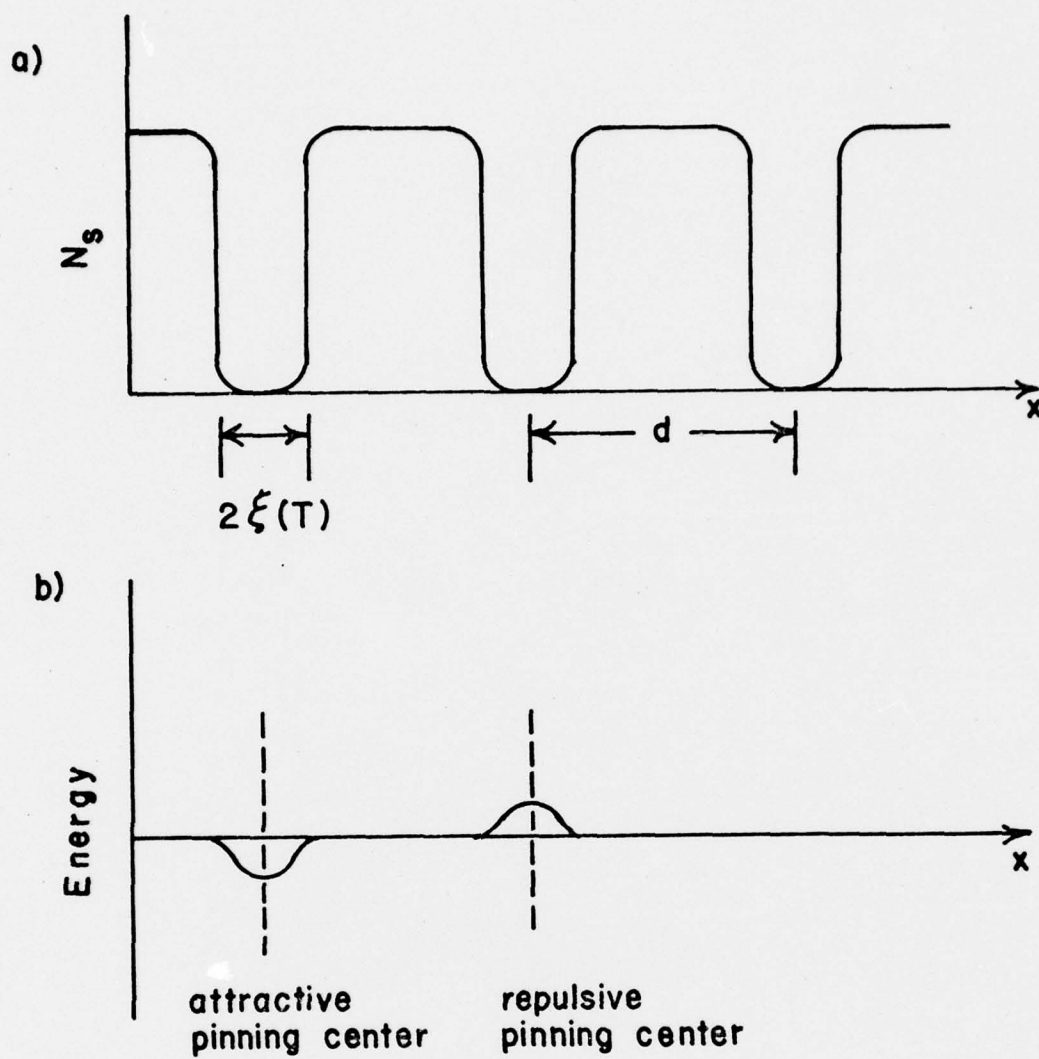 a)
N_s
x
d
2ξ(T)
b)
Energy
x
attractive
pinning center
repulsive
pinning center